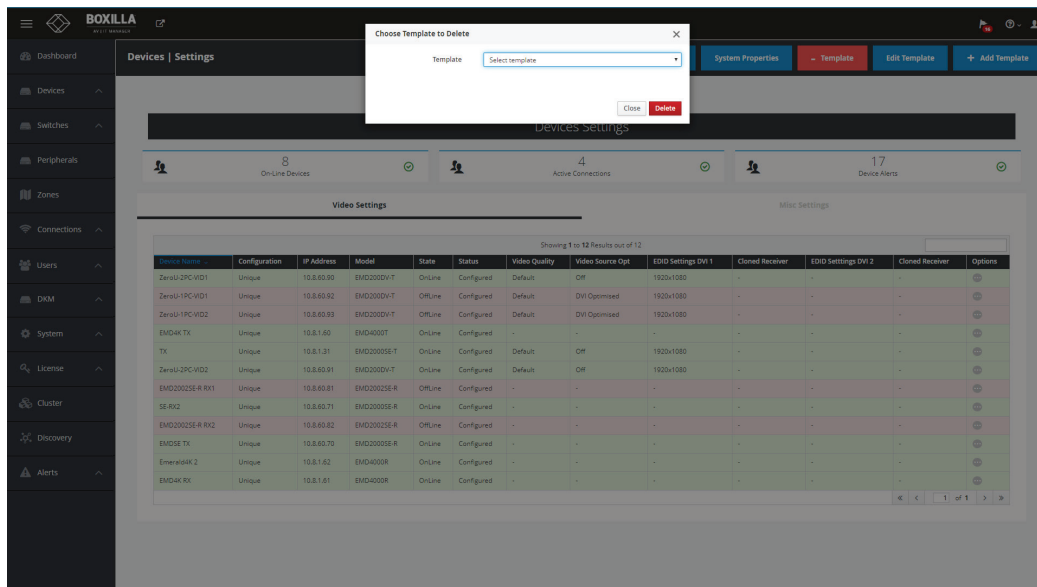 BOXILLA
Choose Template to Delete
Template Select template
Close Delete
Dashboard
Devices
Switches
Peripherals
Zones
Connections
Users
DKM
System
License
Cluster
Discovery
Alerts
Devices | Settings
System Properties - Template Edit Template + Add Template
16
Devices Settings
8
On-Line Devices
4
Active Connections
17
Device Alerts
Video Settings Misc Settings
Showing 1 to 12 Results out of 12
Device Name Configuration IP Address Model State Status Video Quality Video Source Opt EDID Settings DVI 1 Cloned Receiver EDID Setttings DVI 2 Cloned Receiver Options
ZeroU-2PC-VID1 Unique 10.8.60.90 EMD200DV-T OnLine Configured Default Off 1920x1080 - - -
ZeroU-1PC-VID1 Unique 10.8.60.92 EMD200DV-T OffLine Configured Default DVI Optimised 1920x1080 - - -
ZeroU-1PC-VID2 Unique 10.8.60.93 EMD200DV-T OffLine Configured Default DVI Optimised 1920x1080 - - -
EMD4K TX Unique 10.8.1.60 EMD4000T OnLine Configured - - - - - -
TX Unique 10.8.1.31 EMD2000SE-T OnLine Configured Default Off 1920x1080 - - -
ZeroU-2PC-VID2 Unique 10.8.60.91 EMD200DV-T OnLine Configured Default Off 1920x1080 - - -
EMD2002SE-R RX1 Unique 10.8.60.81 EMD2002SE-R OffLine Configured - - - - - -
SE-RX2 Unique 10.8.60.71 EMD2000SE-R OnLine Configured - - - - - -
EMD2002SE-R RX2 Unique 10.8.60.82 EMD2002SE-R OffLine Configured - - - - - -
EMDSE TX Unique 10.8.60.70 EMD2000SE-R OnLine Configured - - - - - -
Emerald4K 2 Unique 10.8.1.62 EMD4000R OnLine Configured - - - - - -
EMD4K RX Unique 10.8.1.61 EMD4000R OnLine Configured - - - - - -
1 of 1